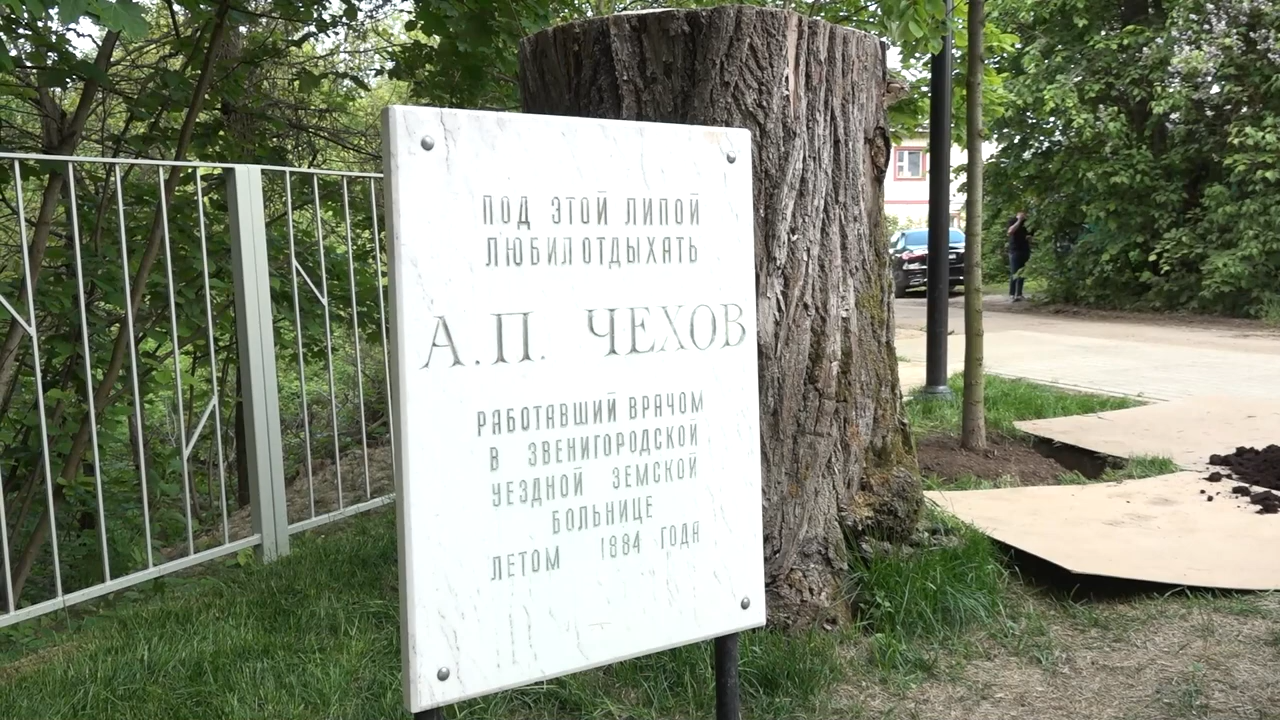 ПОД ЭТОЙ ЛИПОЙ
ЛЮБИЛ ОТДЫХАТЬ
А.П. ЧЕХОВ
РАБОТАВШИЙ ВРАЧОМ
В ЗВЕНИГОРОДСКОЙ
УЕЗДНОЙ ЗЕМСКОЙ
БОЛЬНИЦЕ
ЛЕТОМ 1884 ГОДА